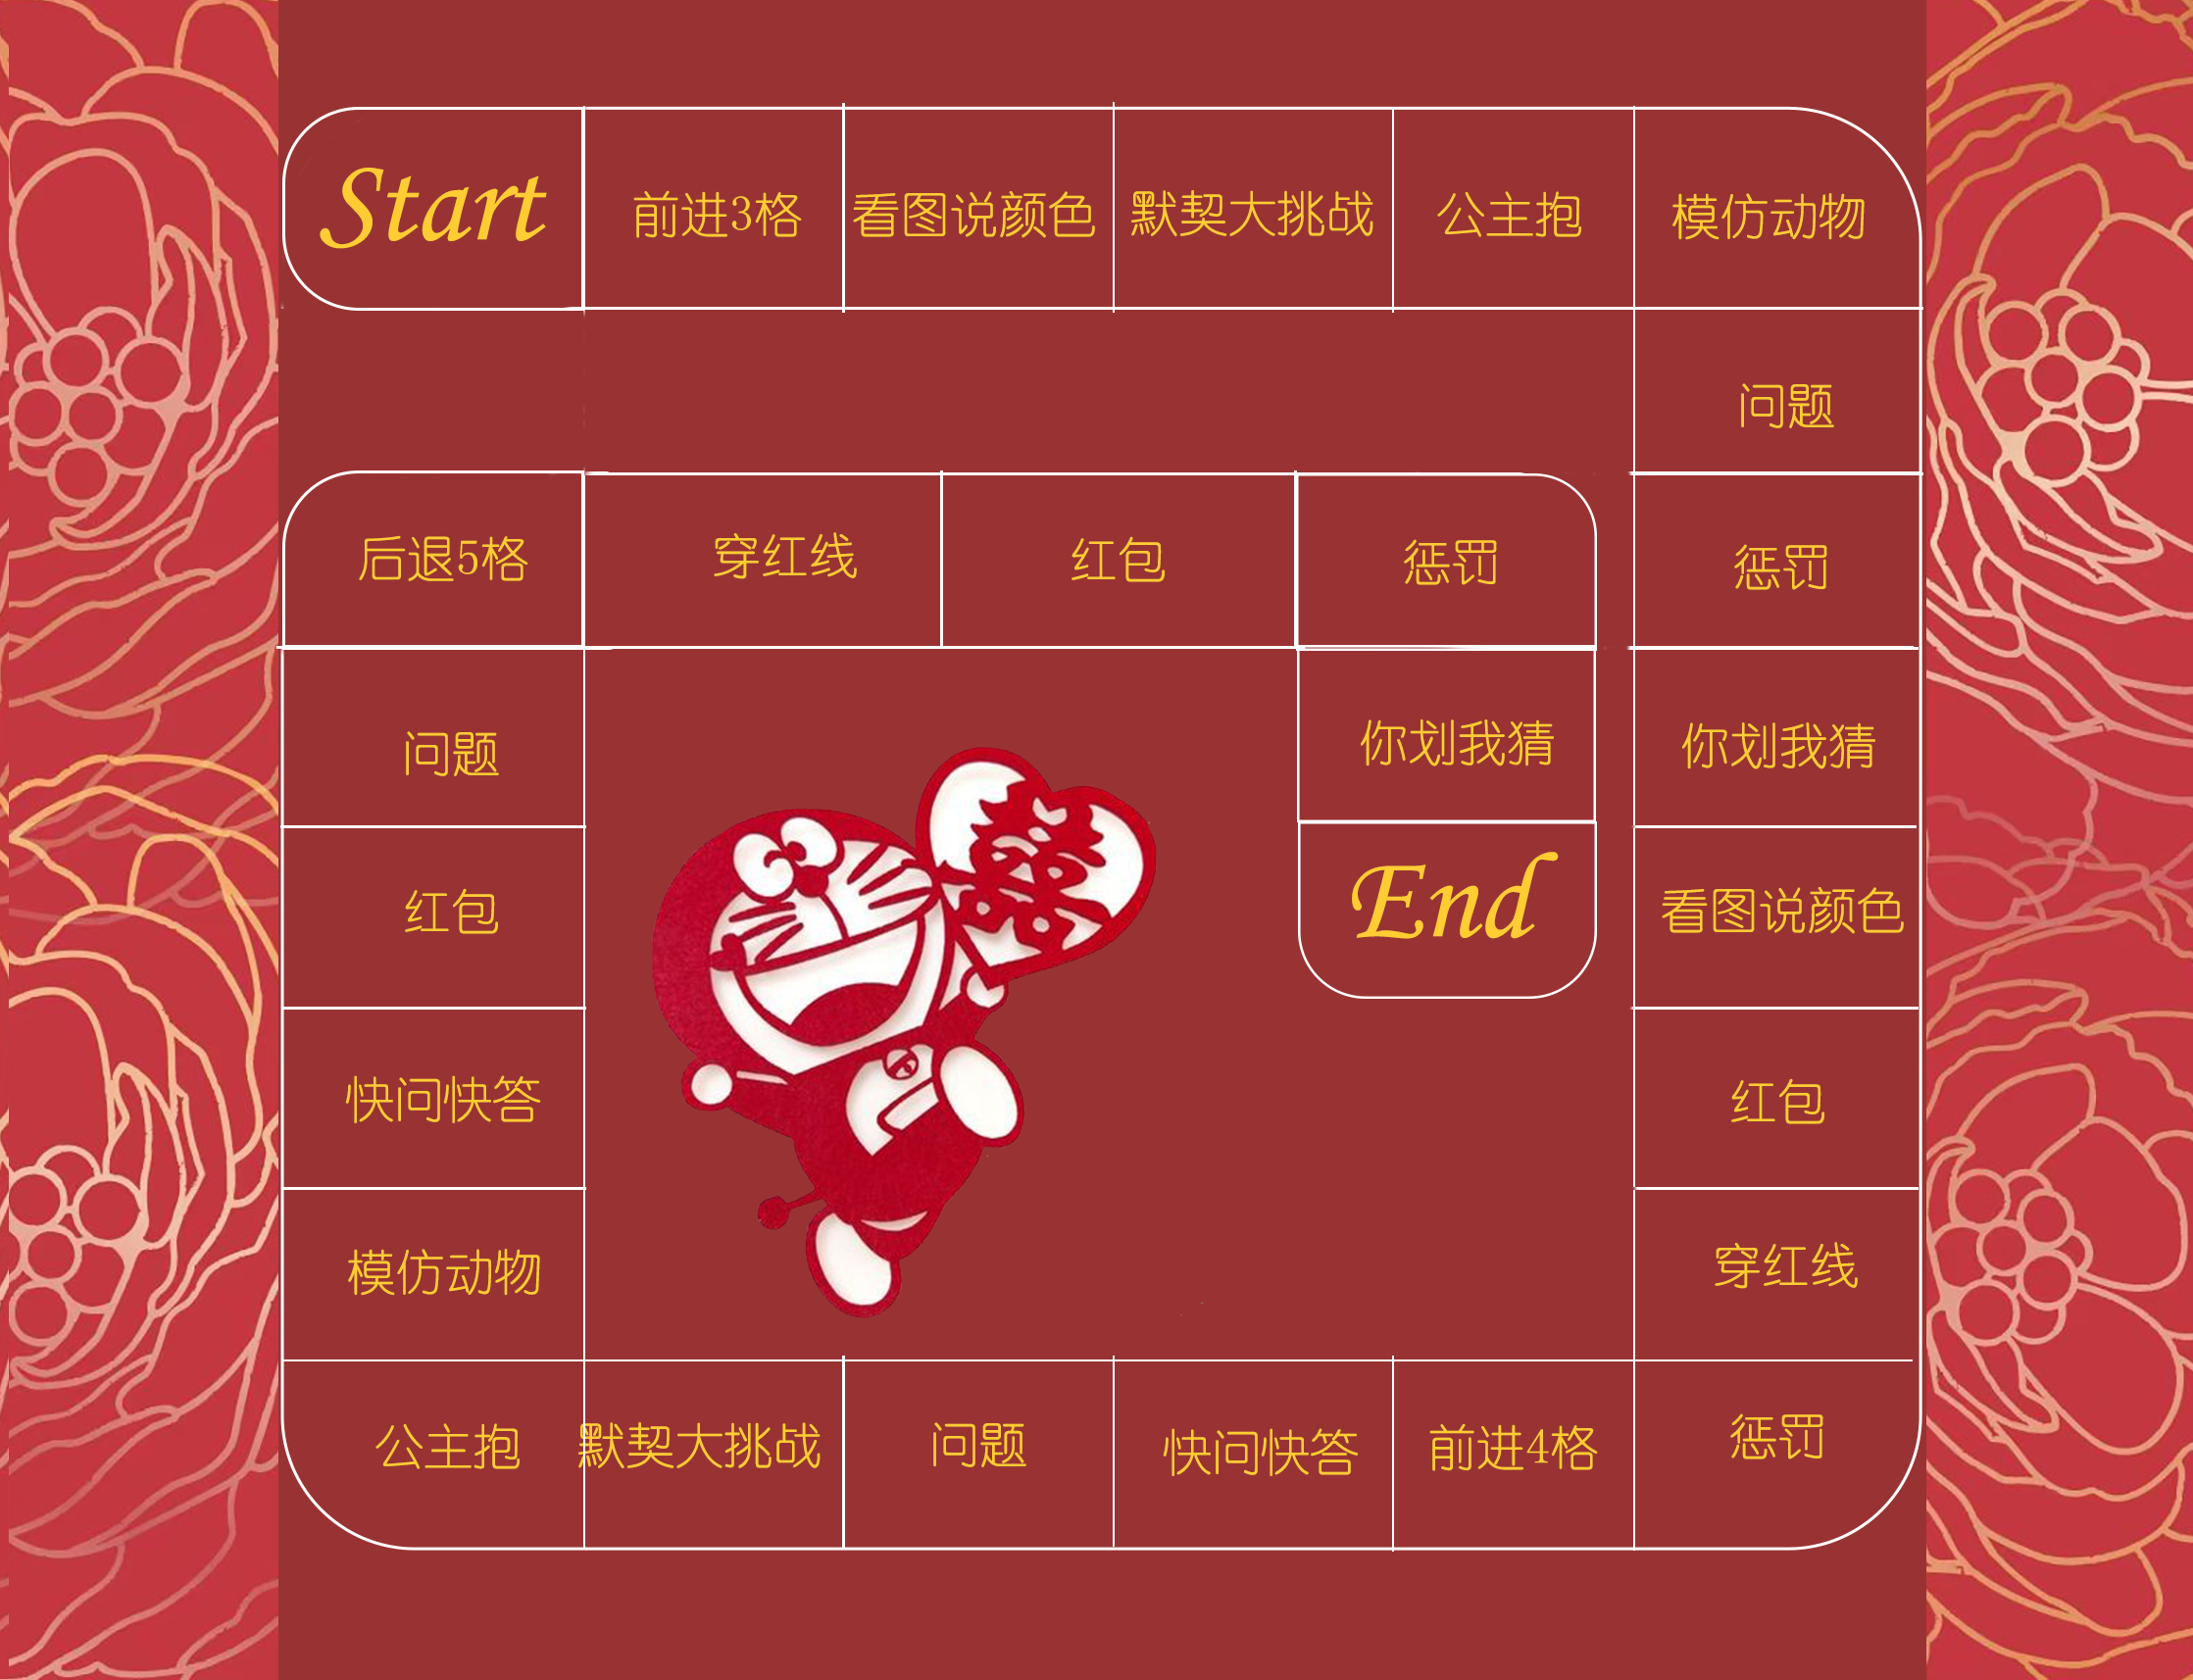 Start
前进3格
看图说颜色
默契大挑战
公主抱
模仿动物
问题
惩罚
你划我猜
看图说颜色
红包
穿红线
惩罚
前进4格
快问快答
问题
默契大挑战
公主抱
模仿动物
快问快答
红包
问题
后退5格
穿红线
红包
惩罚
你划我猜
End